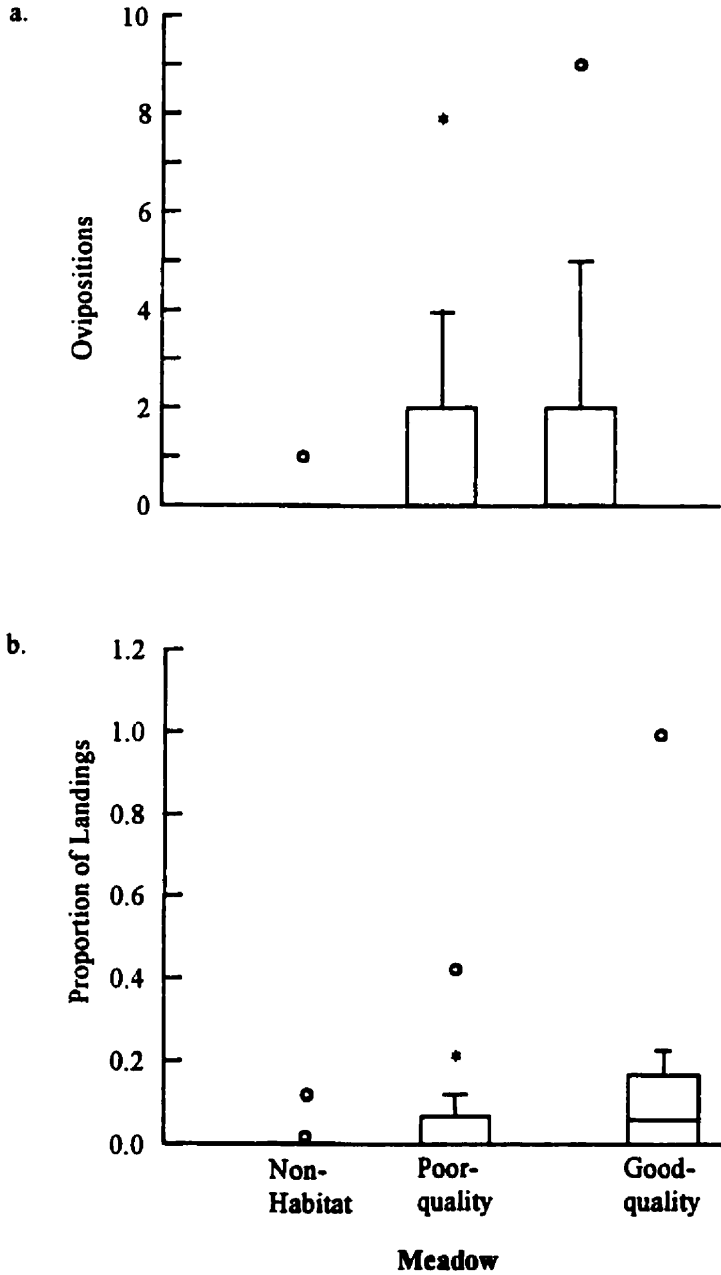 a.
10
8
6
4
2
0
Ovipositions
b.
1.2
1.0
0.8
0.6
0.4
0.2
0.0
Proportion of Landings
Non-
Habitat
Poor-
quality
Good-
quality
Meadow